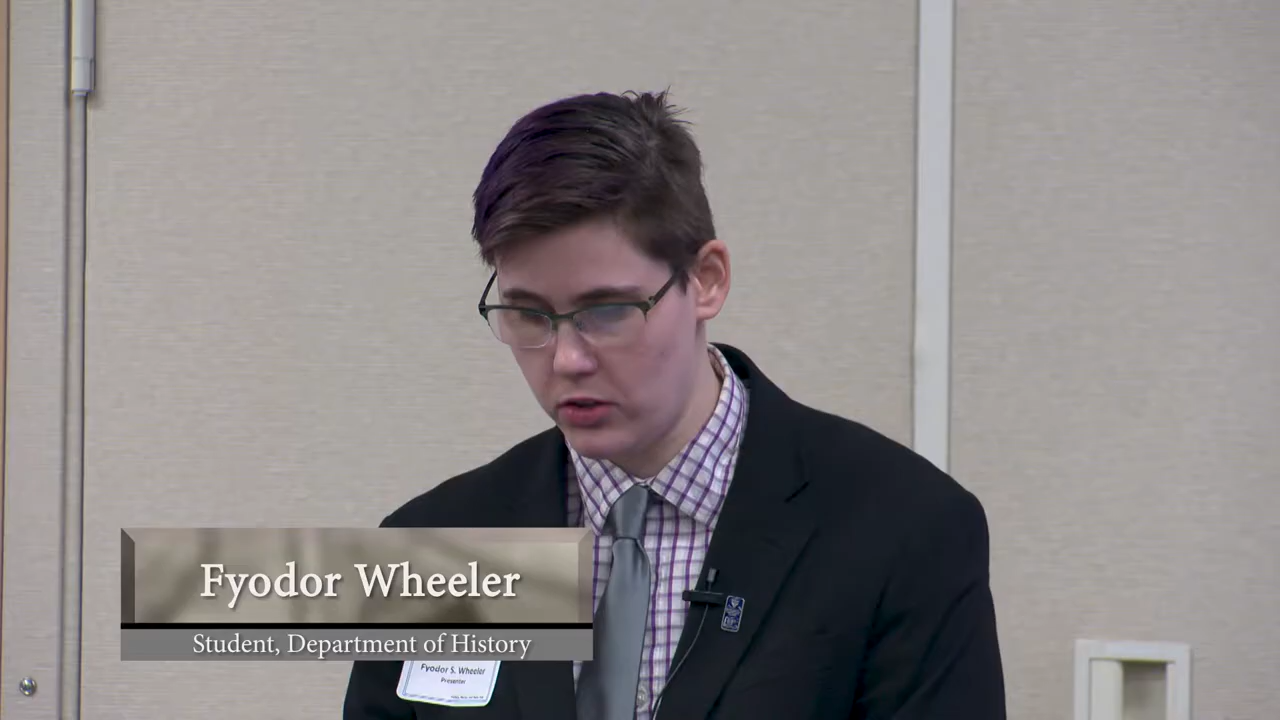 Fyodor Wheeler
Student, Department of History
Fyodor S. Wheeler
Presenter